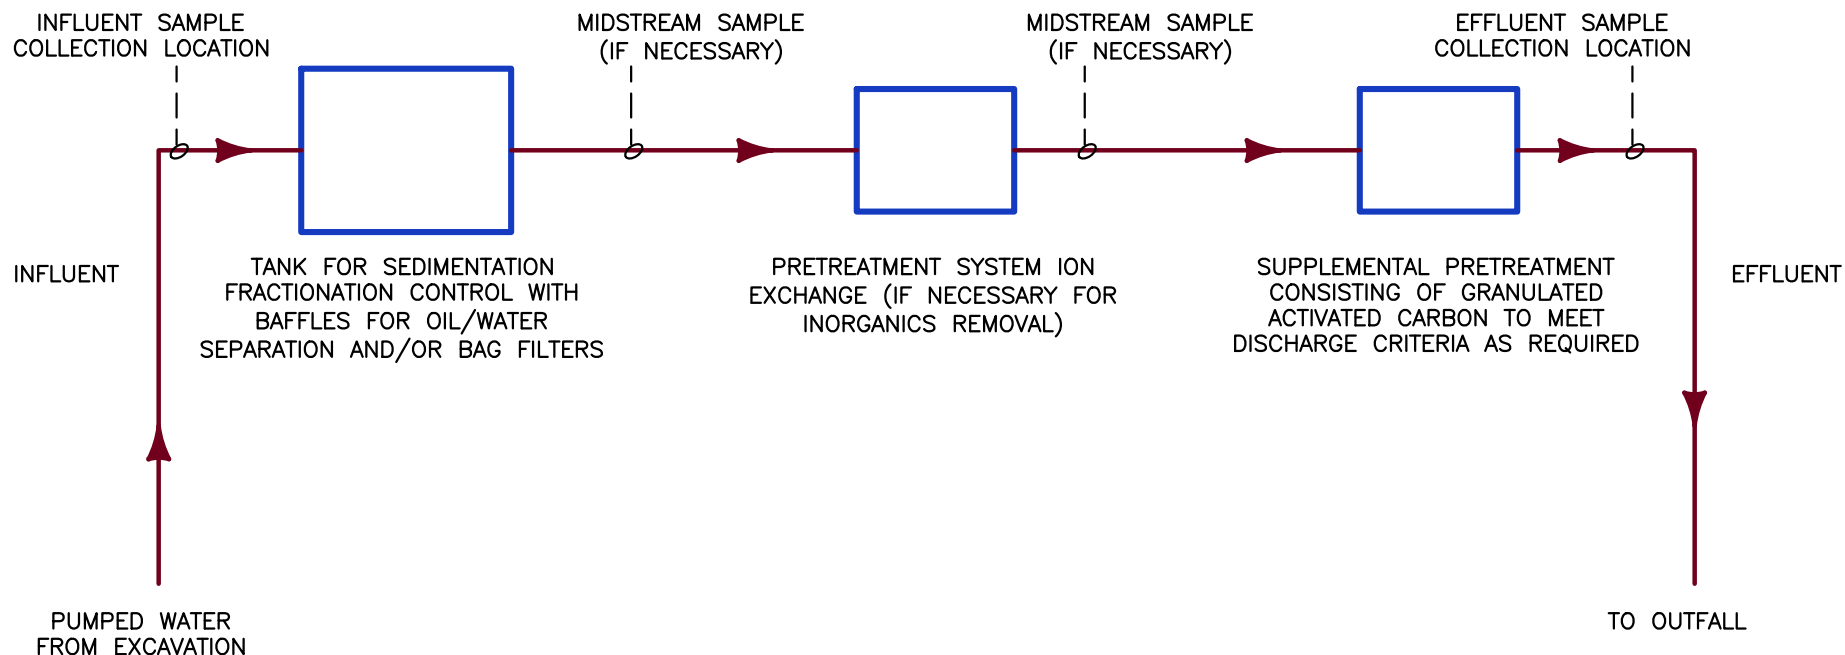 INFLUENT SAMPLE
COLLECTION LOCATION
MIDSTREAM SAMPLE
(IF NECESSARY)
MIDSTREAM SAMPLE
(IF NECESSARY)
EFFLUENT SAMPLE
COLLECTION LOCATION
INFLUENT
TANK FOR SEDIMENTATION
FRACTIONATION CONTROL WITH
BAFFLES FOR OIL/WATER
SEPARATION AND/OR BAG FILTERS
PRETREATMENT SYSTEM ION
EXCHANGE (IF NECESSARY FOR
INORGANICS REMOVAL)
SUPPLEMENTAL PRETREATMENT
CONSISTING OF GRANULATED
ACTIVATED CARBON TO MEET
DISCHARGE CRITERIA AS REQUIRED
EFFLUENT
PUMPED WATER
FROM EXCAVATION
TO OUTFALL